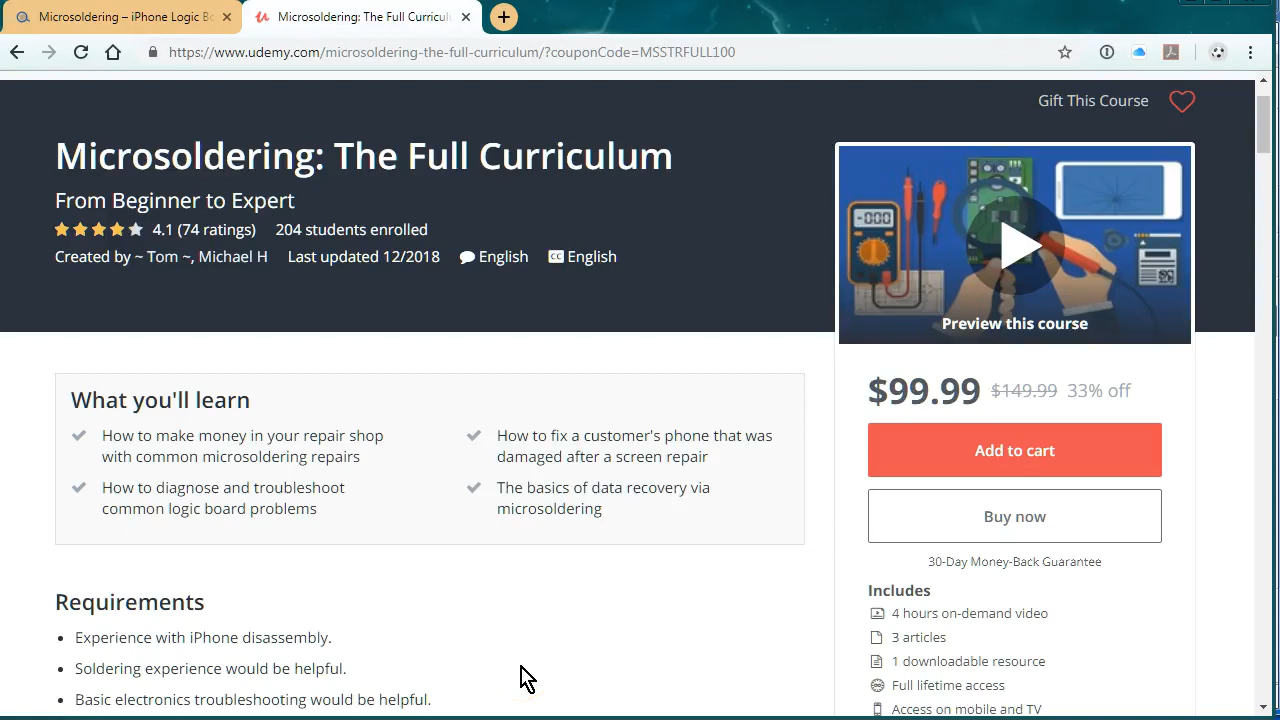 Microsoldering – iPhone Logic Bo
Microsoldering: The Full Curricul
https://www.udemy.com/microsoldering-the-full-curriculum/?couponCode=MSSTRFULL100
Gift This Course
Microsoldering: The Full Curriculum
From Beginner to Expert
4.1 (74 ratings) 204 students enrolled
Created by ~ Tom ~, Michael H Last updated 12/2018 English CC English
-000
Preview this course
$99.99 $149.99 33% off
Add to cart
Buy now
30-Day Money-Back Guarantee
Includes
4 hours on-demand video
3 articles
1 downloadable resource
Full lifetime access
Access on mobile and TV
What you'll learn
How to make money in your repair shop
with common microsoldering repairs
How to diagnose and troubleshoot
common logic board problems
How to fix a customer's phone that was
damaged after a screen repair
The basics of data recovery via
microsoldering
Requirements
Experience with iPhone disassembly.
Soldering experience would be helpful.
Basic electronics troubleshooting would be helpful.